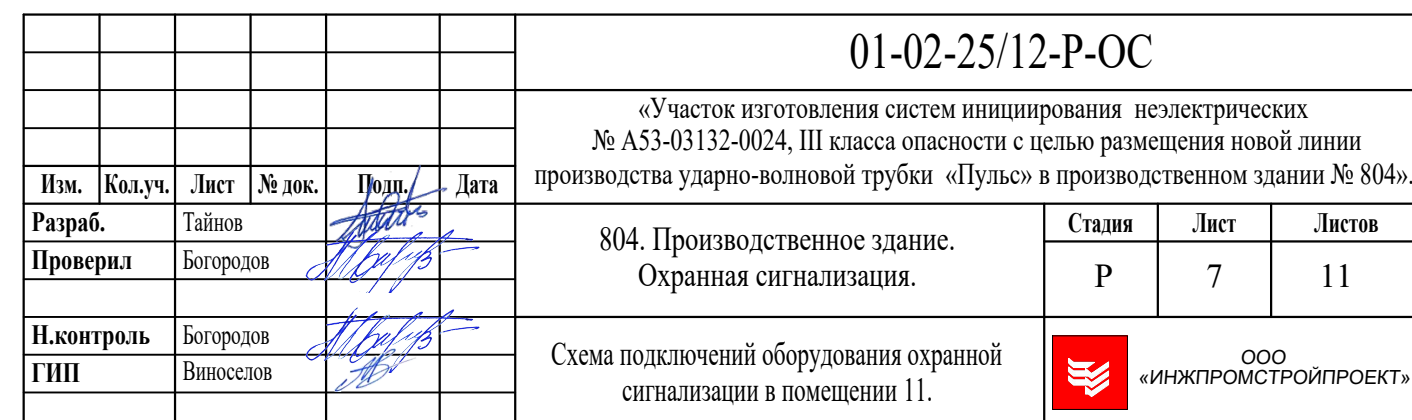 01-02-25/12-Р-ОС
«Участок изготовления систем инициирования неэлектрических
№ А53-03132-0024, III класса опасности с целью размещения новой линии
производства ударно-волновой трубки «Пульс» в производственном здании № 804».
Изм. Кол.уч. Лист № док. Подп. Дата
Разраб. Тайнов
Проверил Богородов
Н.контроль Богородов
ГИП Виноселов
804. Производственное здание.
Охранная сигнализация.
Стадия Лист Листов
Р 7 11
Схема подключений оборудования охранной
сигнализации в помещении 11.
ООО
«ИНЖПРОМСТРОЙПРОЕКТ»